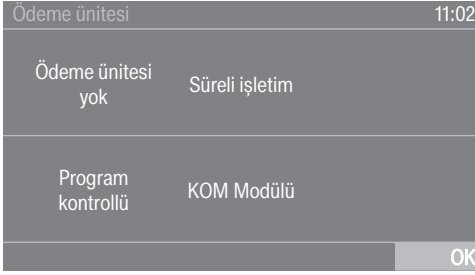 Ödeme ünitesi 11:02
Ödeme ünitesi
yok
Süreli işletim
Program
kontrollü
KOM Modülü
OK